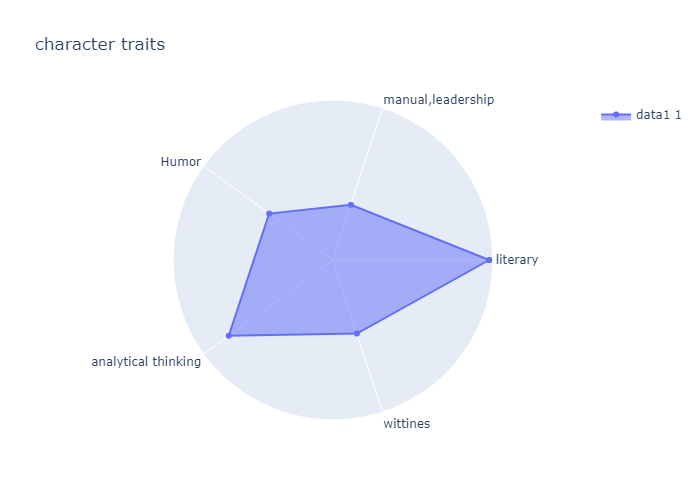 character traits
manual,leadership
data1 1
Humor
literary
analytical thinking
wittines